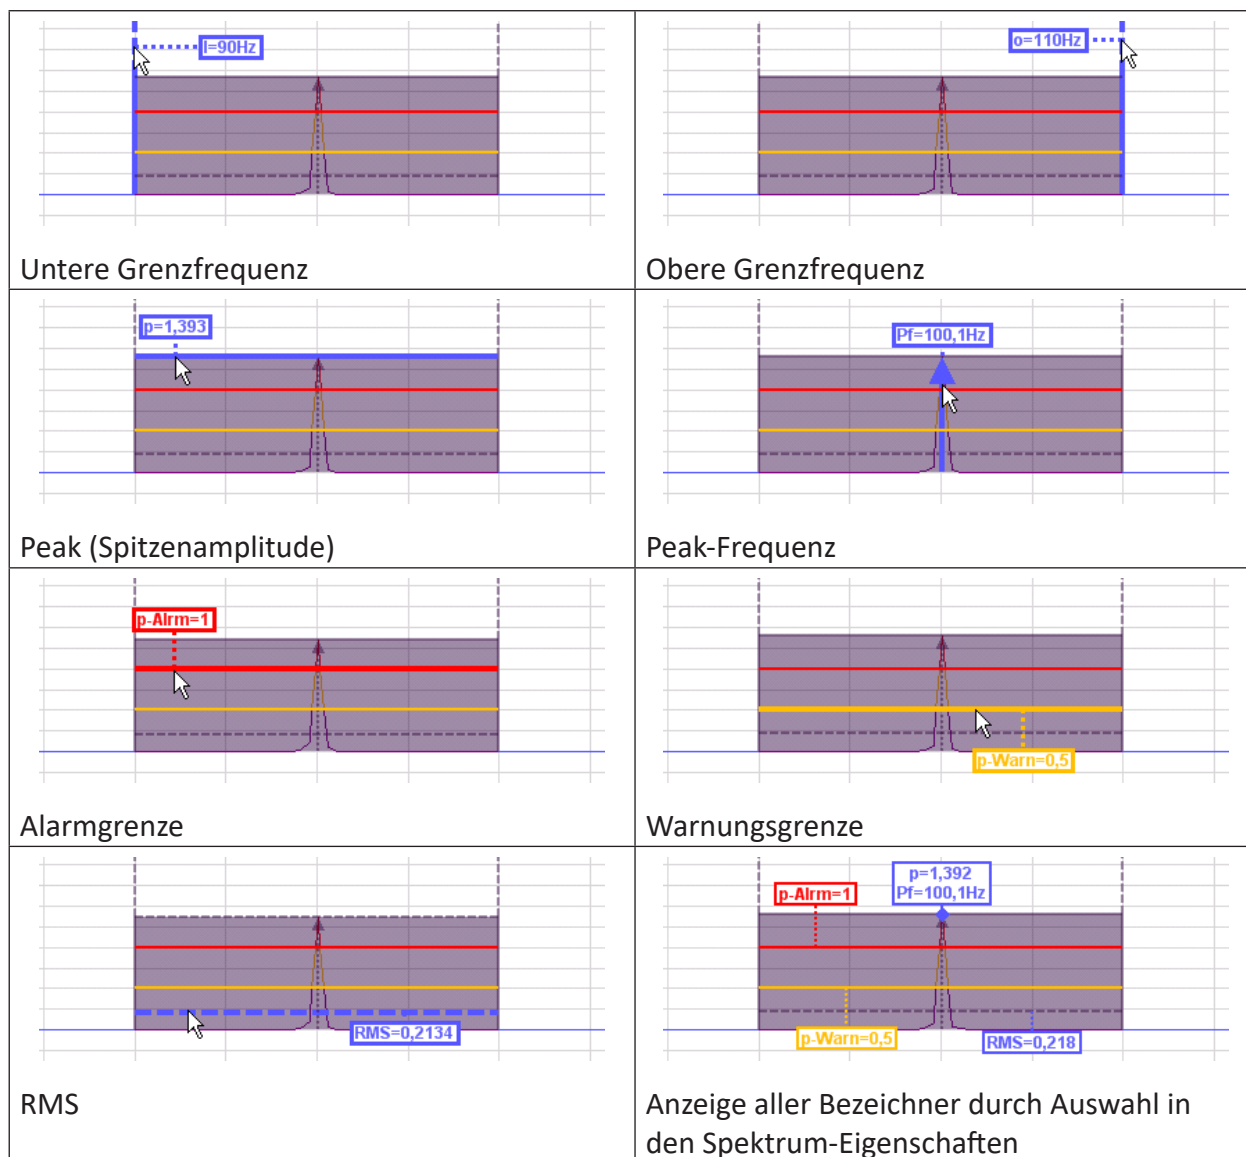 l=90Hz
Untere Grenzfrequenz
o=110Hz
Obere Grenzfrequenz
p=1,393
Peak (Spitzenamplitude)
Pf=100,1Hz
Peak-Frequenz
p-Alrm=1
Alarmgrenze
p-Warn=0,5
Warnungsgrenze
RMS=0,2134
RMS
p=1,392
Pf=100,1Hz
p-Alrm=1
p-Warn=0,5
RMS=0,218
Anzeige aller Bezeichner durch Auswahl in
den Spektrum-Eigenschaften